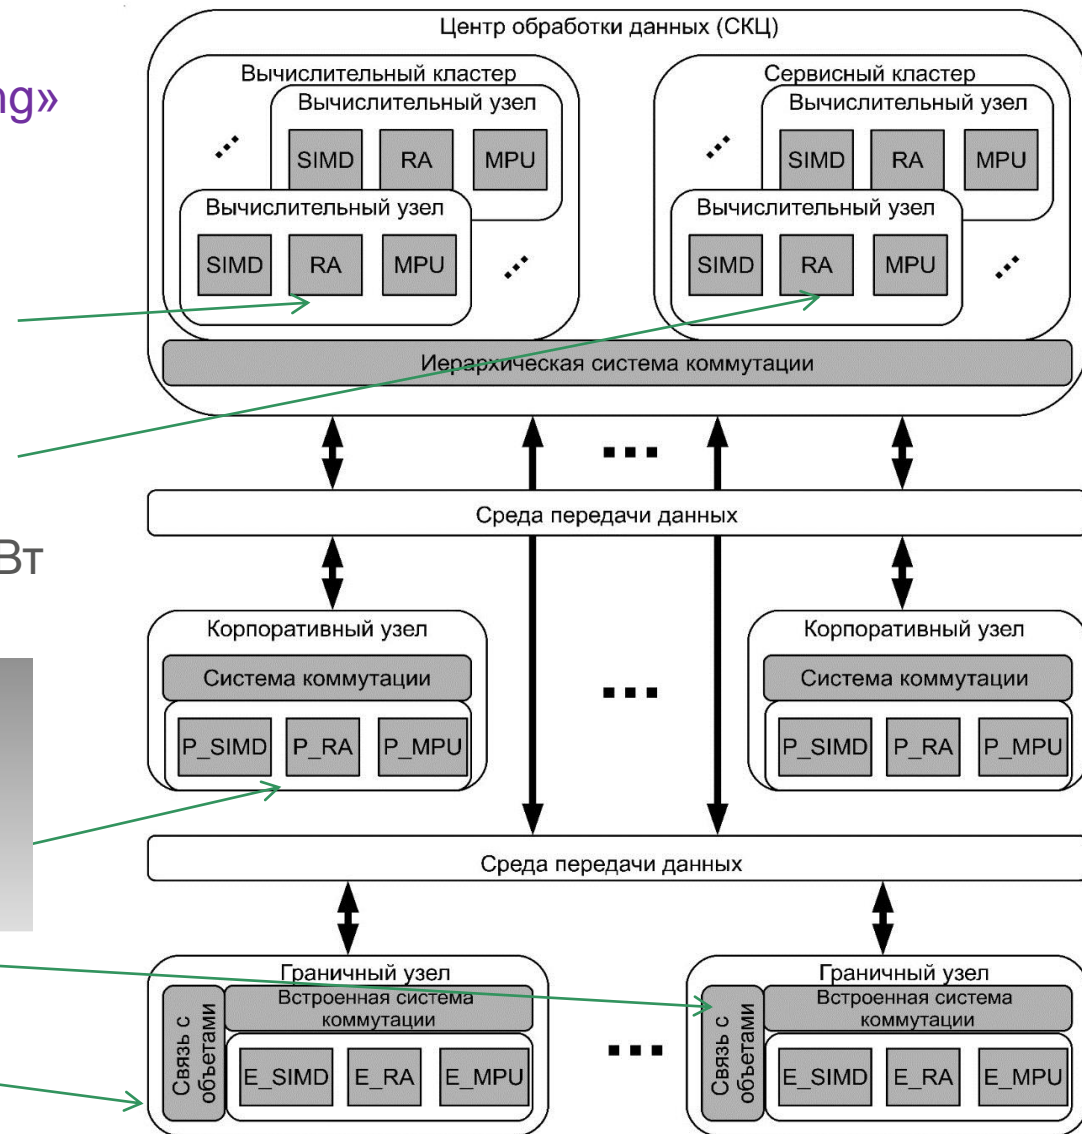 Центр обработки данных (СКЦ)
ng»
Вычислительный кластер
Вычислительный узел
SIMD RA MPU
Вычислительный узел
SIMD RA MPU
Сервисный кластер
Вычислительный узел
SIMD RA MPU
Вычислительный узел
SIMD RA MPU
Иерархическая система коммутации
Среда передачи данных
Вт
Корпоративный узел
Система коммутации
P_SIMD P_RA P_MPU
Корпоративный узел
Система коммутации
P_SIMD P_RA P_MPU
Среда передачи данных
Граничный узел
Связь с
объетами
Встроенная система
коммутации
E_SIMD E_RA E_MPU
Граничный узел
Связь с
объетами
Встроенная система
коммутации
E_SIMD E_RA E_MPU